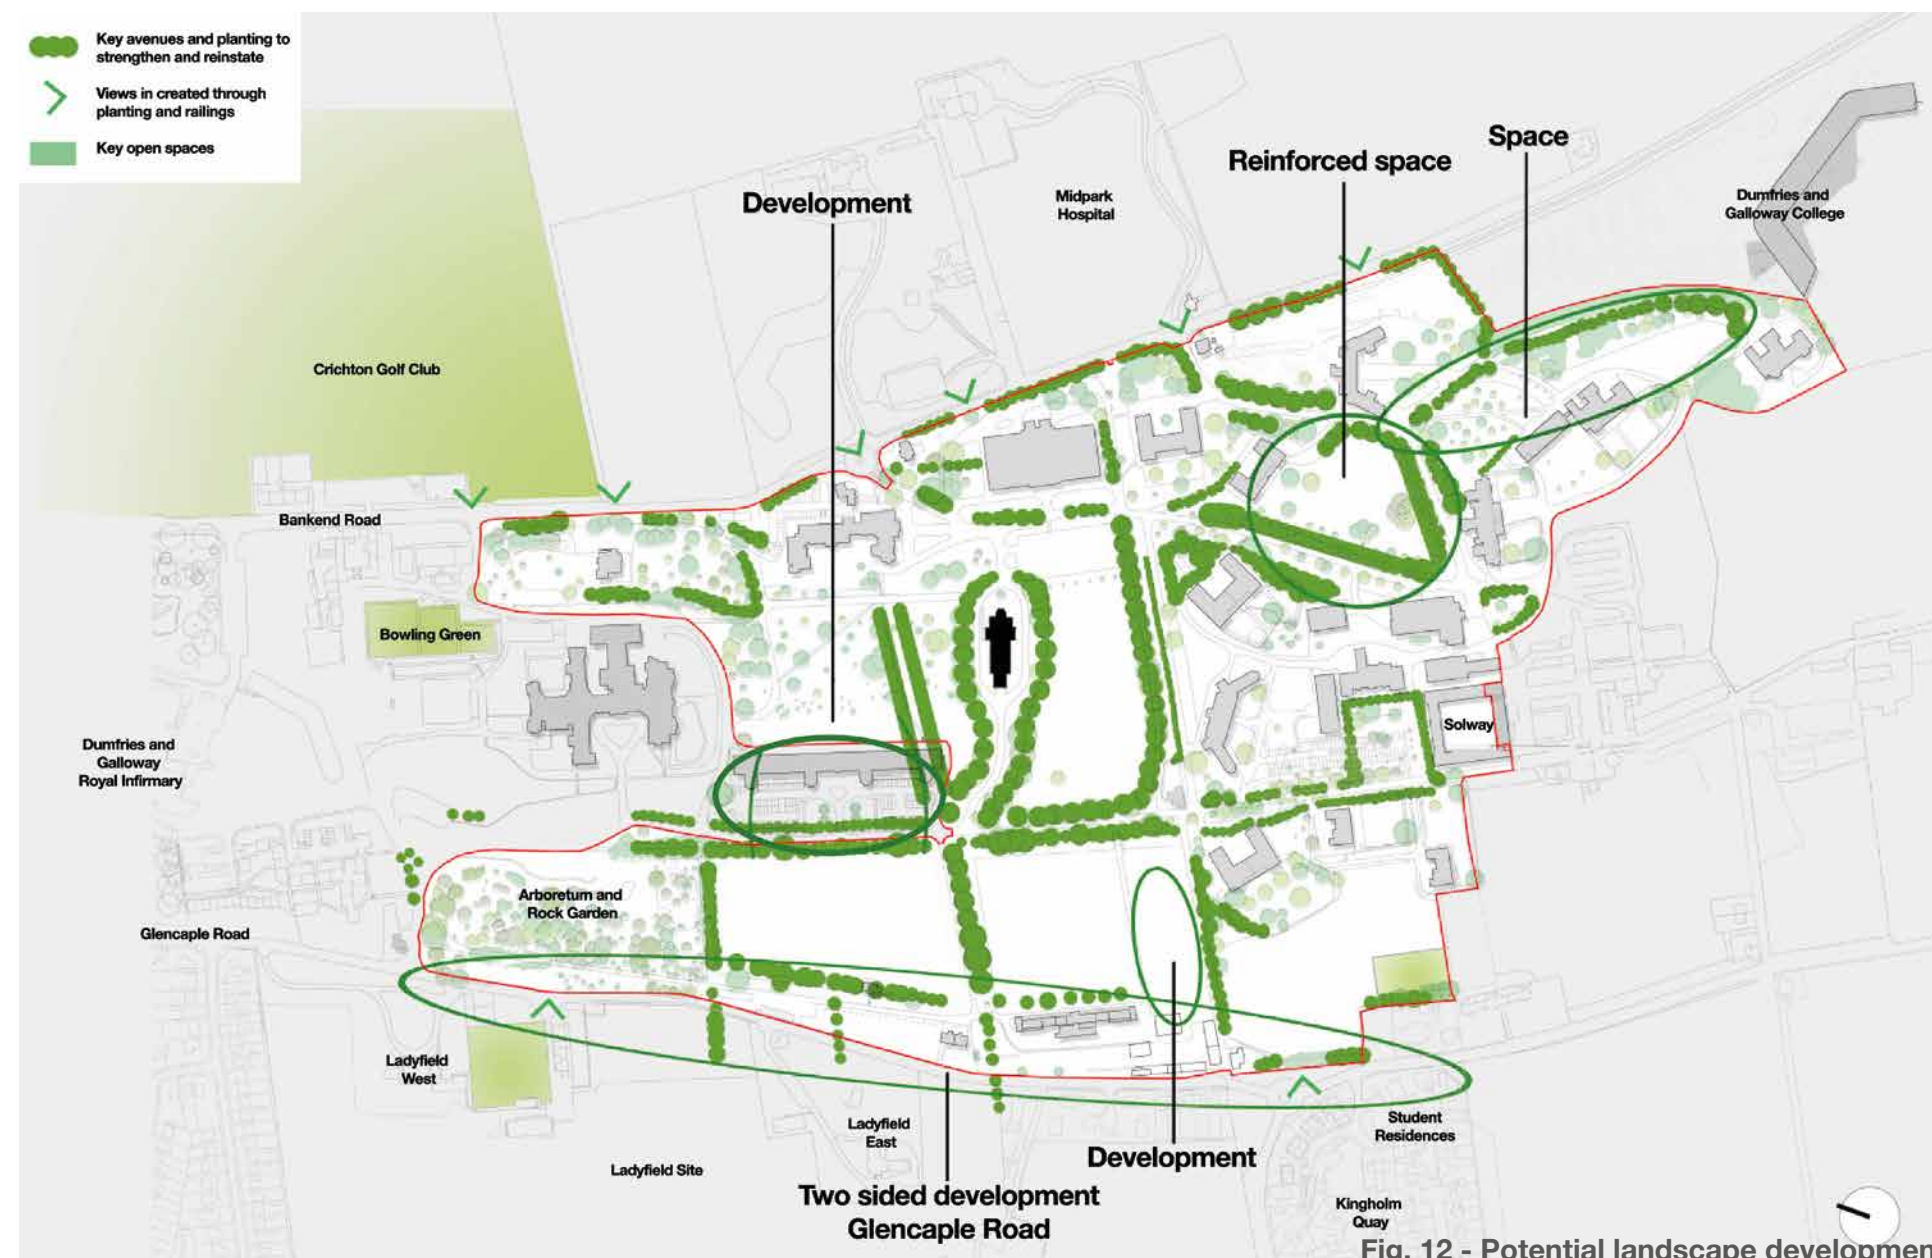 Key avenues and planting to
strengthen and reinstate
Views in created through
planting and railings
Key open spaces
Space
Reinforced space
Development
Midpark
Hospital
Dumfries and
Galloway College
Crichton Golf Club
Bankend Road
Bowling Green
Solway
Dumfries and
Galloway
Royal Infirmary
Arboretum and
Rock Garden
Glencaple Road
Ladyfield
West
Ladyfield
East
Ladyfield Site
Student
Residences
Development
Two sided development
Glencaple Road
Kingholm
Quay
Fig. 12 - Potential landscape developmen